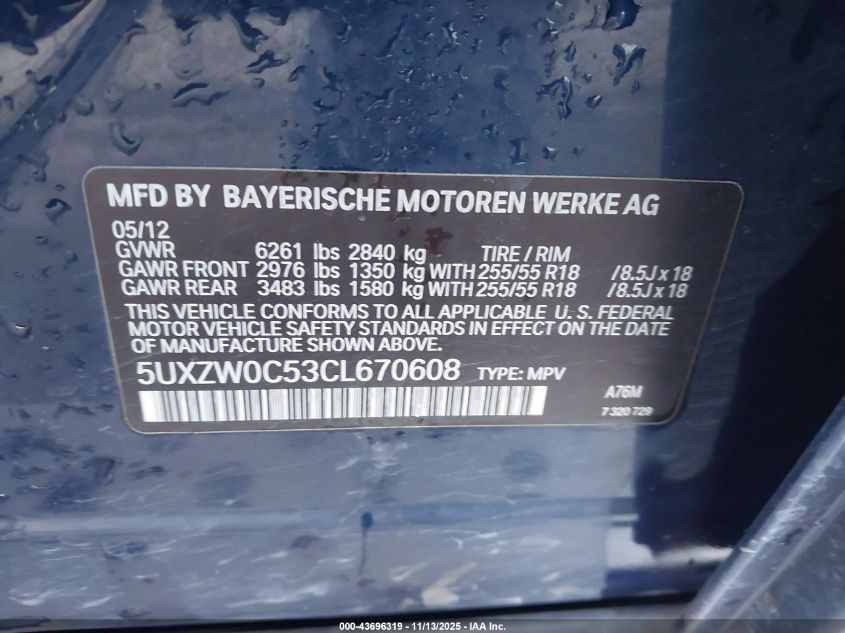 MFD BY BAYERISCHE MOTOREN WERKE AG
05/12
GVWR 6261 lbs 2840 kg TIRE / RIM
GAWR FRONT 2976 lbs 1350 kg WITH 255/55 R18 /8.5J x 18
GAWR REAR 3483 lbs 1580 kg WITH 255/55 R18 /8.5J x 18
THIS VEHICLE CONFORMS TO ALL APPLICABLE U. S. FEDERAL
MOTOR VEHICLE SAFETY STANDARDS IN EFFECT ON THE DATE
OF MANUFACTURE SHOWN ABOVE.
5UXZW0C53CL670608 TYPE: MPV
A76M
7 320 729
000-43696319 - 11/13/2025 - IAA Inc.